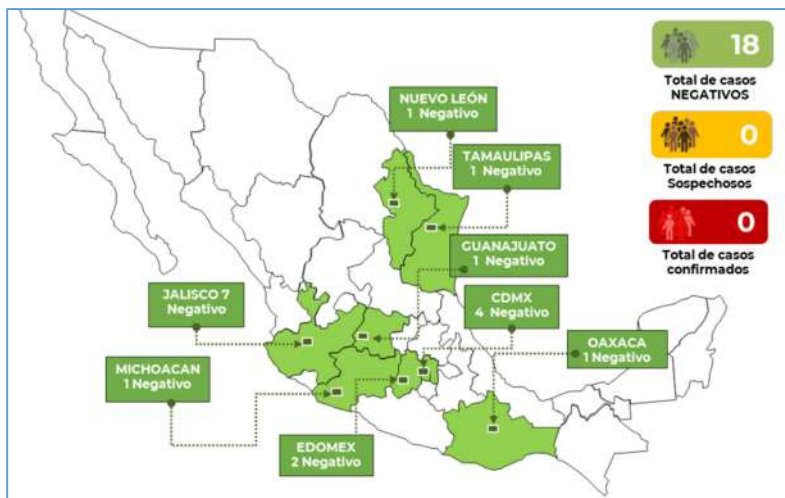 18
Total de casos
NEGATIVOS
0
Total de casos
Sospechosos
0
Total de casos
confirmados
NUEVO LEÓN
1 Negativo
TAMAULIPAS
1 Negativo
GUANAJUATO
1 Negativo
JALISCO 7
Negativo
CDMX
4 Negativo
OAXACA
1 Negativo
MICHOACAN
1 Negativo
EDOMEX
2 Negativo